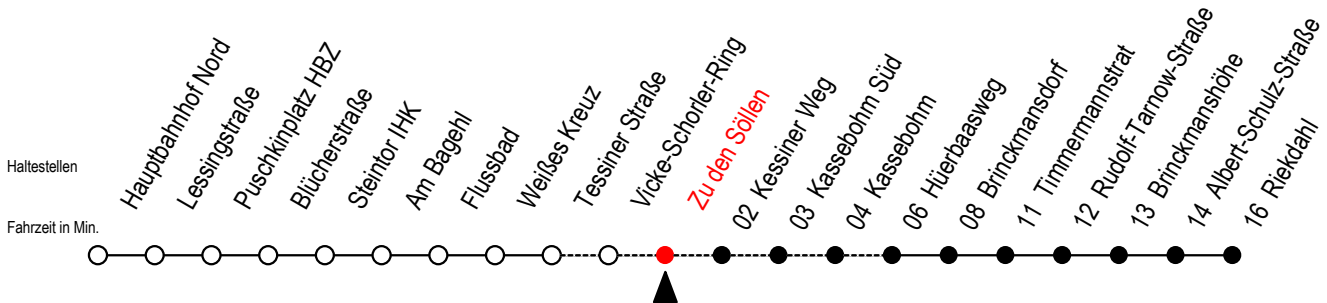 Haltestellen
Hauptbahnhof Nord
Lessingstraße
Puschkinplatz HBZ
Blücherstraße
Steintor IHK
Am Bagehl
Flussbad
Weißes Kreuz
Tessiner Straße
Vicke-Schorler-Ring
Zu den Söllen
02 Kessiner Weg
03 Kassebohm Süd
04 Kassebohm
06 Hüerbaasweg
08 Brinckmansdorf
11 Timmermannstrat
12 Rudolf-Tarnow-Straße
13 Brinckmanshöhe
14 Albert-Schulz-Straße
16 Riekdahl
Fahrzeit in Min.